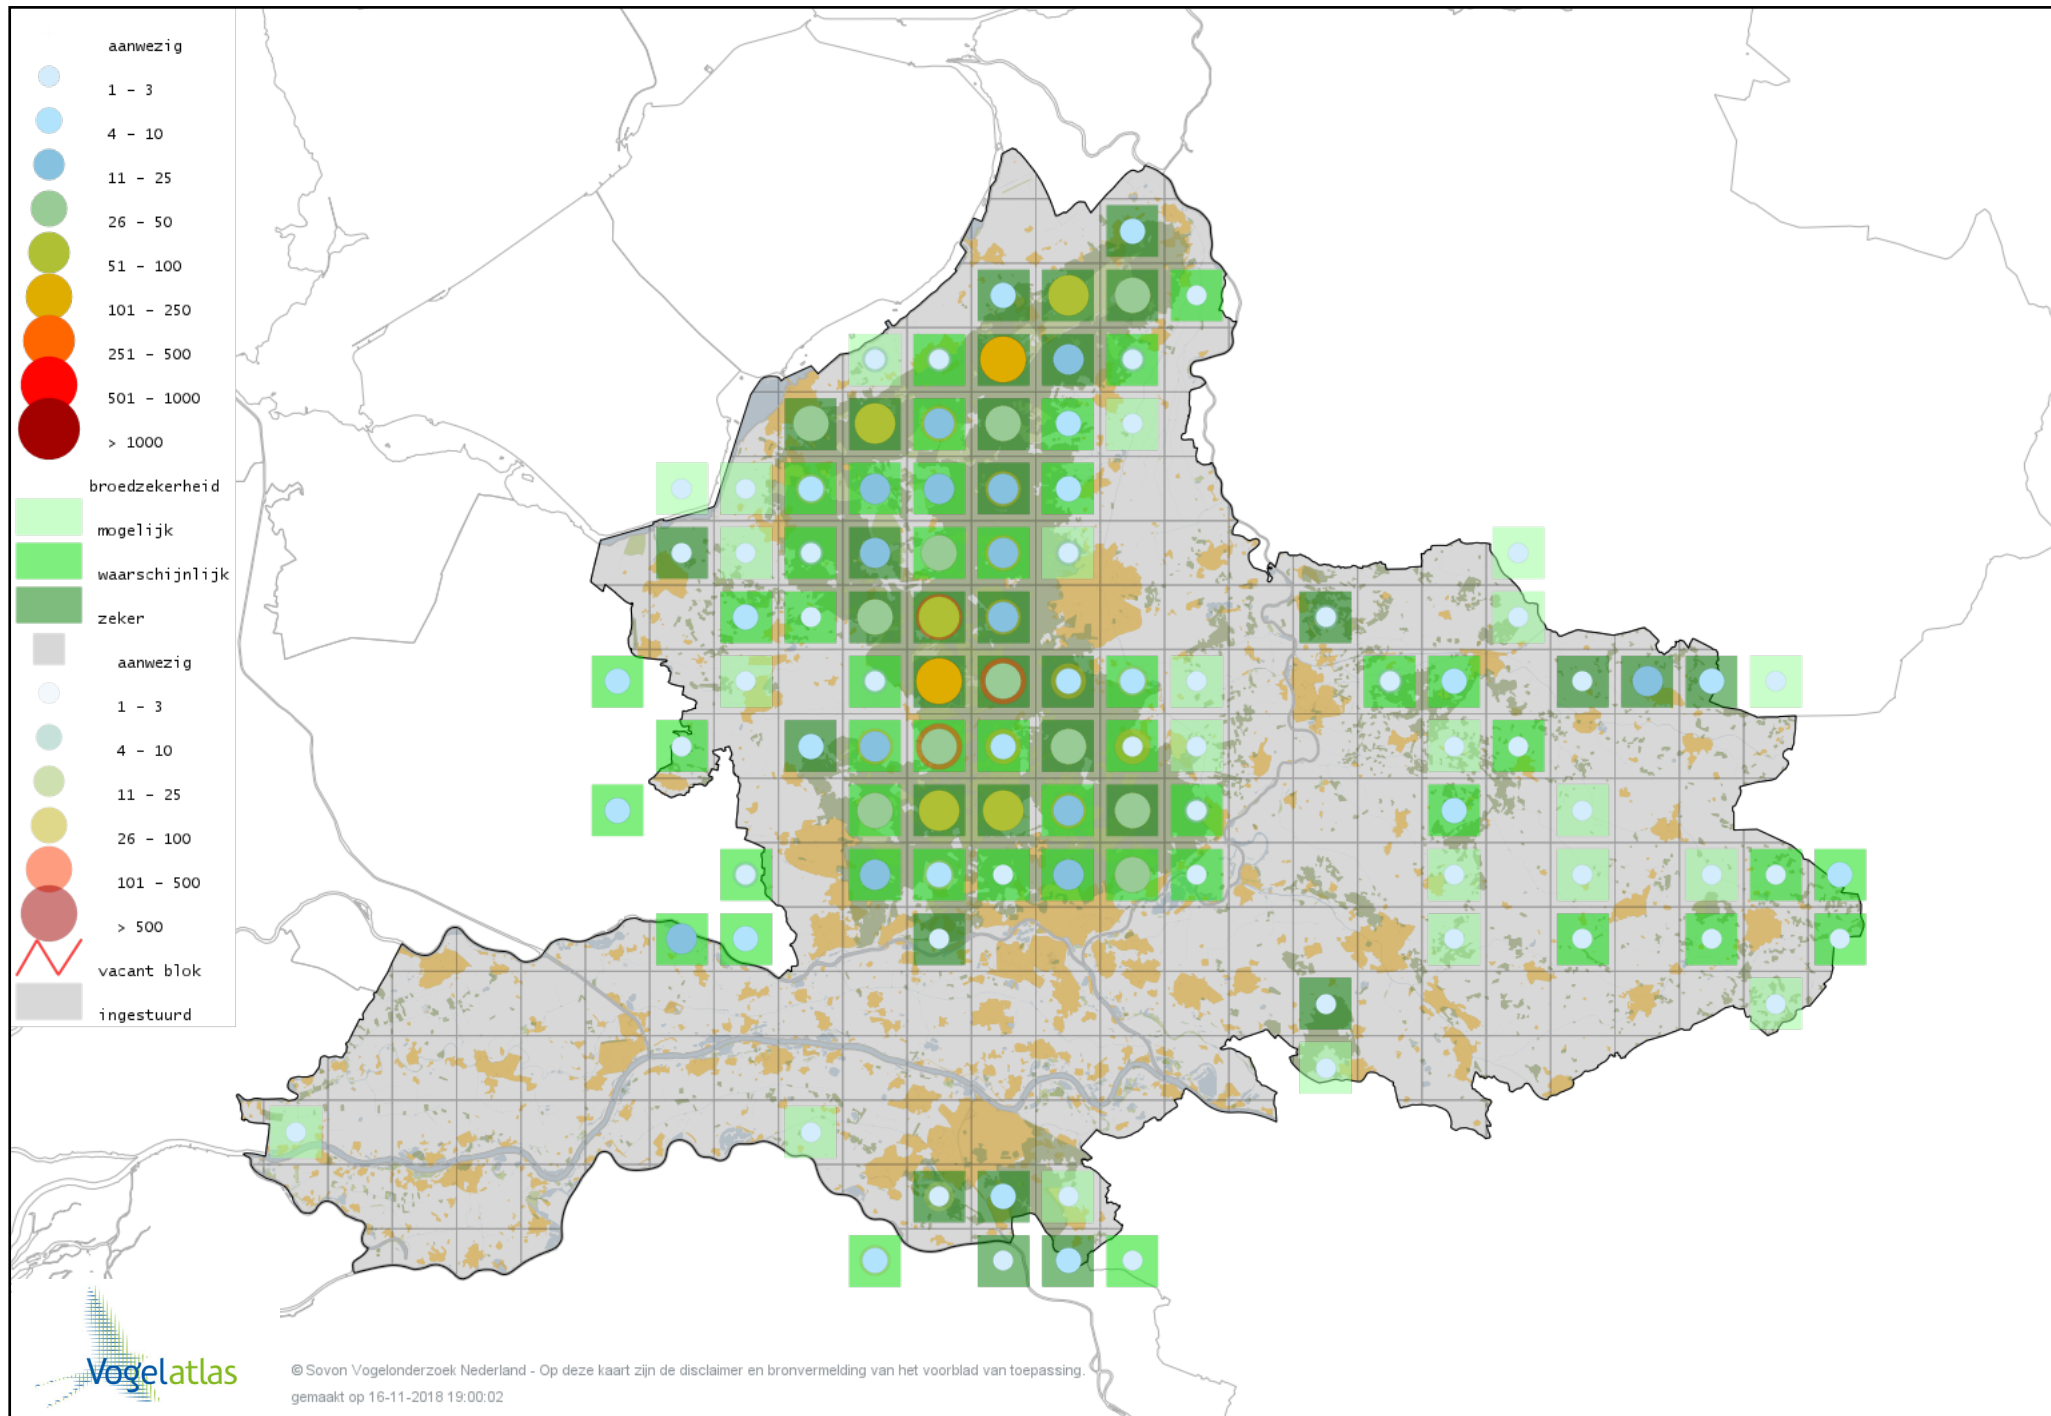 aanwezig
1 - 3
4 - 10
11 - 25
26 - 50
51 - 100
101 - 250
251 - 500
501 - 1000
> 1000
broedzekerheid
mogelijk
waarschijnlijk
zeker
aanwezig
1 - 3
4 - 10
11 - 25
26 - 100
101 - 500
> 500
vacant blok
ingestuurd
Vogelatlas
© Sovon Vogelonderzoek Nederland - Op deze kaart zijn de disclaimer en bronvermelding van het voorblad van toepassing.
gemaakt op 16-11-2018 19:00:02